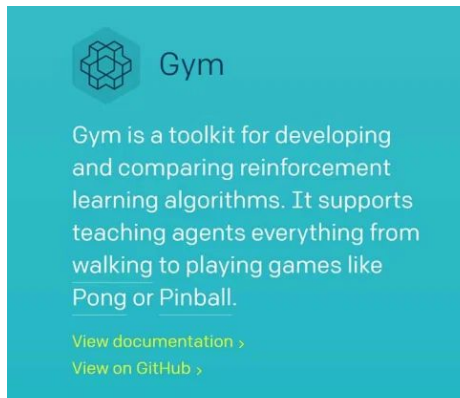 Gym
Gym is a toolkit for developing
and comparing reinforcement
learning algorithms. It supports
teaching agents everything from
walking to playing games like
Pong or Pinball.
View documentation ›
View on GitHub ›